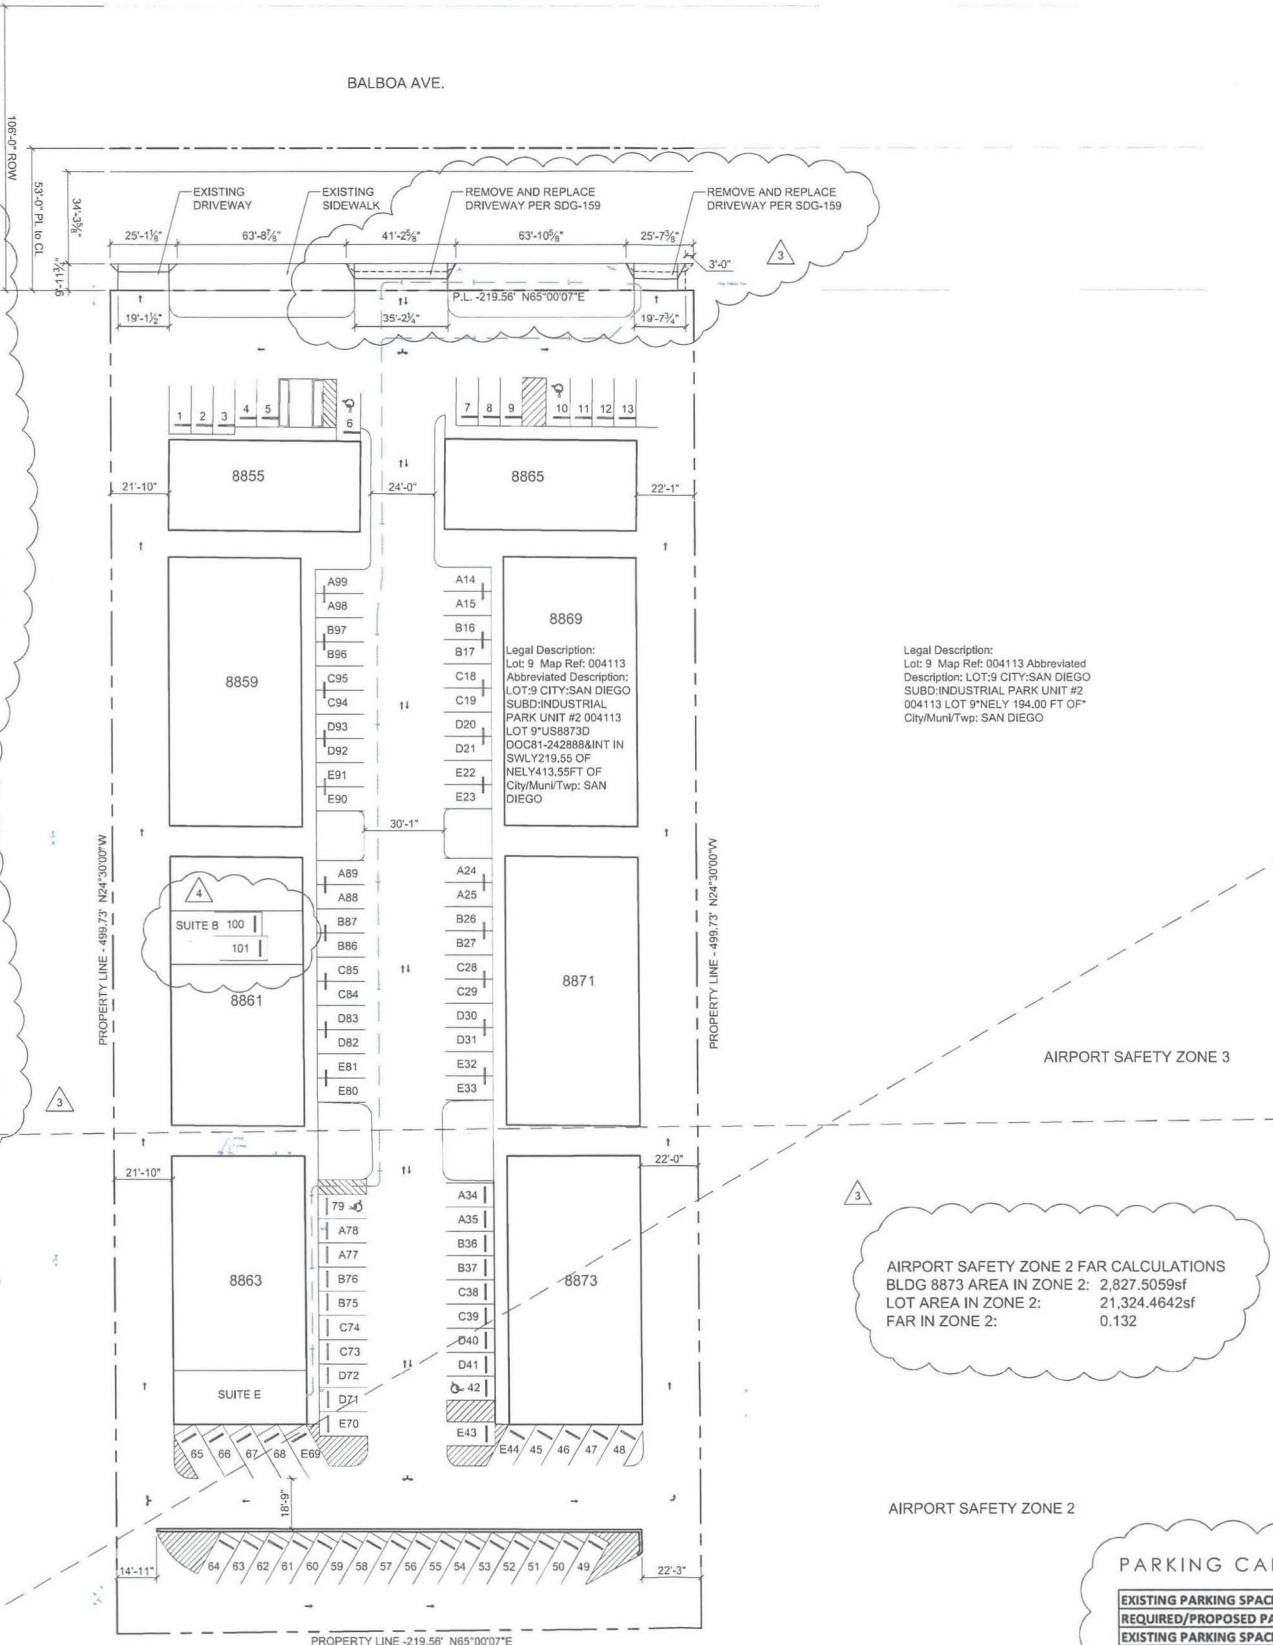 BALBOA AVE.
106'-0" ROW
53'-0" PL to CL
34'-3⅝"
EXISTING
DRIVEWAY
EXISTING
SIDEWALK
REMOVE AND REPLACE
DRIVEWAY PER SDG-159
REMOVE AND REPLACE
DRIVEWAY PER SDG-159
25'-1⅛"
63'-8⅞"
41'-2⅝"
63'-10⅝"
25'-7⅜"
3
3'-0"
P.L. -219.56' N65°00'07"E
19'-1½"
35'-2¼"
19'-7¾"
1 2 3 4 5 6
7 8 9 10 11 12 13
8855
8865
21'-10"
24'-0"
22'-1"
A99
A98
B97
B96
C95
C94
D93
D92
E91
E90
A14
A15
B16
B17
C18
C19
D20
D21
E22
E23
8859
8869
Legal Description:
Lot: 9 Map Ref: 004113
Abbreviated Description:
LOT:9 CITY:SAN DIEGO
SUBD:INDUSTRIAL
PARK UNIT #2 004113
LOT 9*US8873D
DOC81-242888&INT IN
SWLY219.55 OF
NELY413.55FT OF
City/Muni/Twp: SAN
DIEGO
Legal Description:
Lot: 9 Map Ref: 004113 Abbreviated
Description: LOT:9 CITY:SAN DIEGO
SUBD:INDUSTRIAL PARK UNIT #2
004113 LOT 9*NELY 194.00 FT OF*
City/Muni/Twp: SAN DIEGO
30'-1"
PROPERTY LINE - 499.73' N24°30'00"W
PROPERTY LINE - 499.73' N24°30'00"W
4
SUITE B 100
101
8861
8871
A89
A88
B87
B86
C85
C84
D83
D82
E81
E80
A24
A25
B26
B27
C28
C29
D30
D31
E32
E33
AIRPORT SAFETY ZONE 3
3
21'-10"
22'-0"
79
A78
A77
B76
B75
C74
C73
D72
D71
E70
A34
A35
B36
B37
C38
C39
D40
D41
42
E43
8863
8873
SUITE E
3
AIRPORT SAFETY ZONE 2 FAR CALCULATIONS
BLDG 8873 AREA IN ZONE 2: 2,827.5059sf
LOT AREA IN ZONE 2: 21,324.4642sf
FAR IN ZONE 2: 0.132
65 66 67 68 E69
E44 45 46 47 48
18'-9"
AIRPORT SAFETY ZONE 2
64 63 62 61 60 59 58 57 56 55 54 53 52 51 50 49
14'-11"
22'-3"
PROPERTY LINE -219.56' N65°00'07"E
PARKING CAL
EXISTING PARKING SPAC
REQUIRED/PROPOSED PA
EXISTING PARKING SPAC